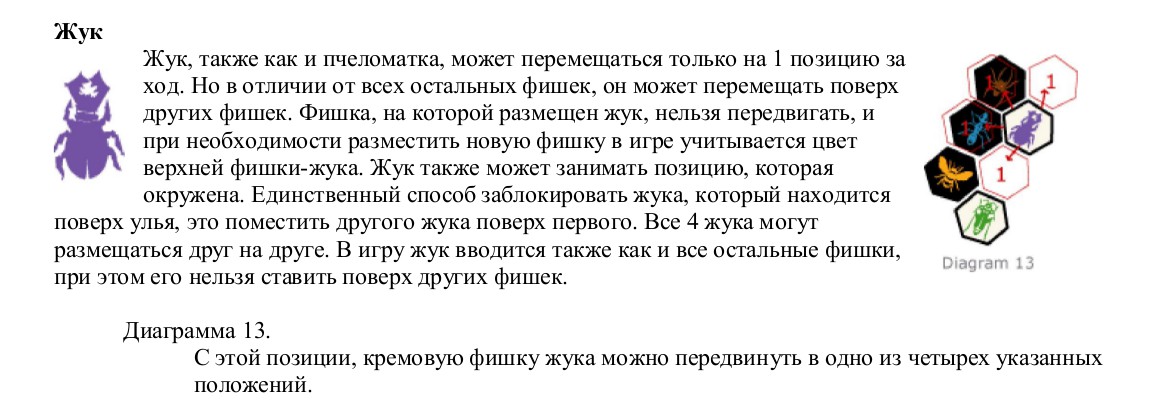 Жук
Жук, также как и пчеломатка, может перемещаться только на 1 позицию за
ход. Но в отличии от всех остальных фишек, он может перемещать поверх
других фишек. Фишка, на которой размещен жук, нельзя передвигать, и
при необходимости разместить новую фишку в игре учитывается цвет
верхней фишки-жука. Жук также может занимать позицию, которая
окружена. Единственный способ заблокировать жука, который находится
поверх улья, это поместить другого жука поверх первого. Все 4 жука могут
размещаться друг на друге. В игру жук вводится также как и все остальные фишки,
при этом его нельзя ставить поверх других фишек.
1
1
1
1
Diagram 13
Диаграмма 13.
С этой позиции, кремовую фишку жука можно передвинуть в одно из четырех указанных
положений.